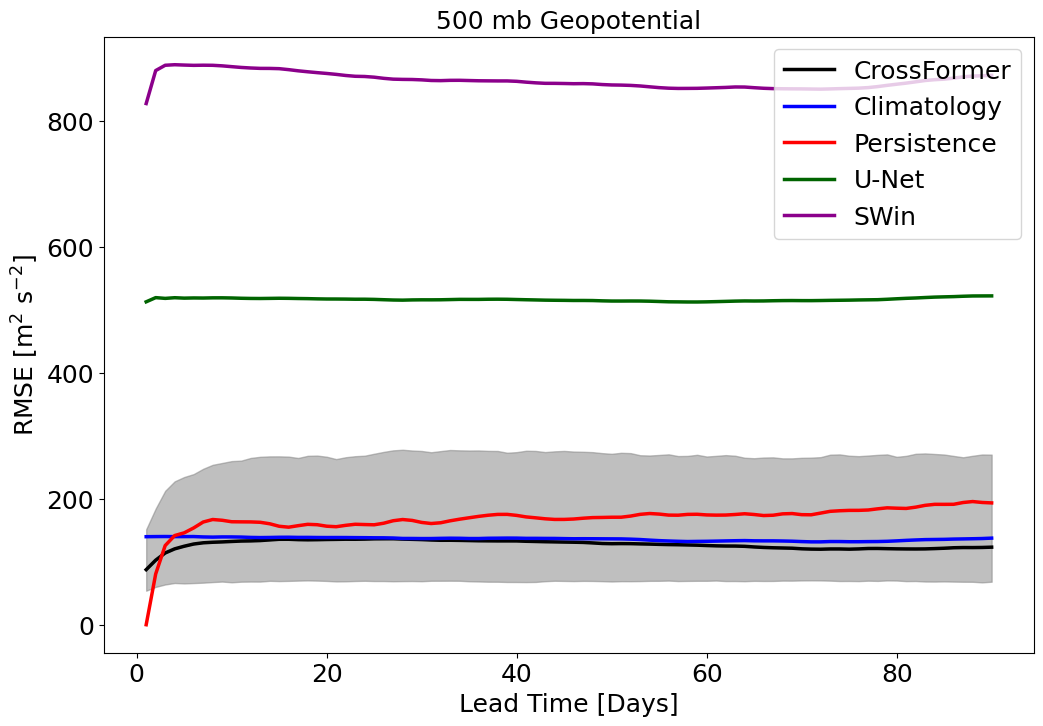 500 mb Geopotential
CrossFormer
Climatology
Persistence
U-Net
SWin
RMSE [m² s⁻²]
800
600
400
200
0
0 20 40 60 80
Lead Time [Days]